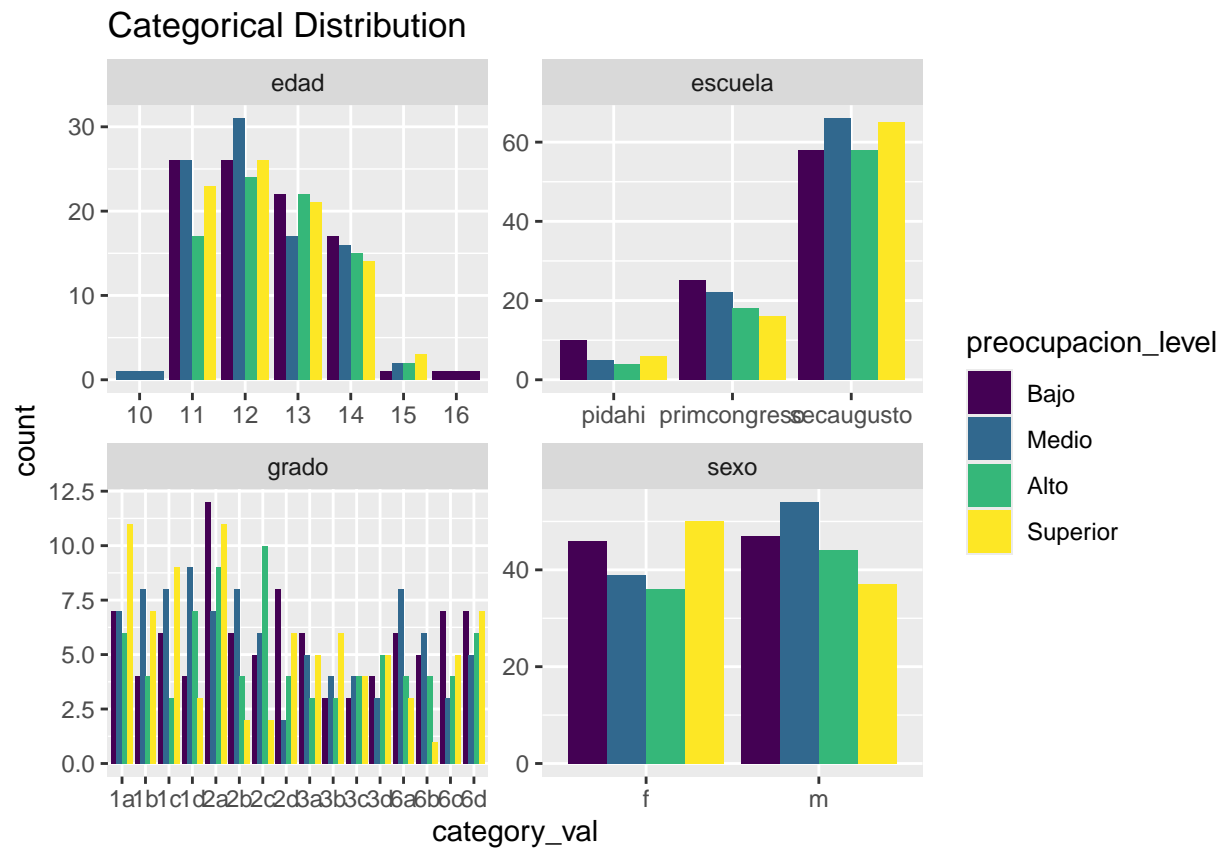 Categorical Distribution
edad
escuela
30
20
10
0
10 11 12 13 14 15 16
60
40
20
0
pidahi primcongreso secaugusto
grado
sexo
12.5
10.0
7.5
5.0
2.5
0.0
1a 1b 1c 1d 2a 2b 2c 2d 3a 3b 3c 3d 6a 6b 6c 6d
40
20
0
f m
count
category_val
preocupacion_level
Bajo
Medio
Alto
Superior